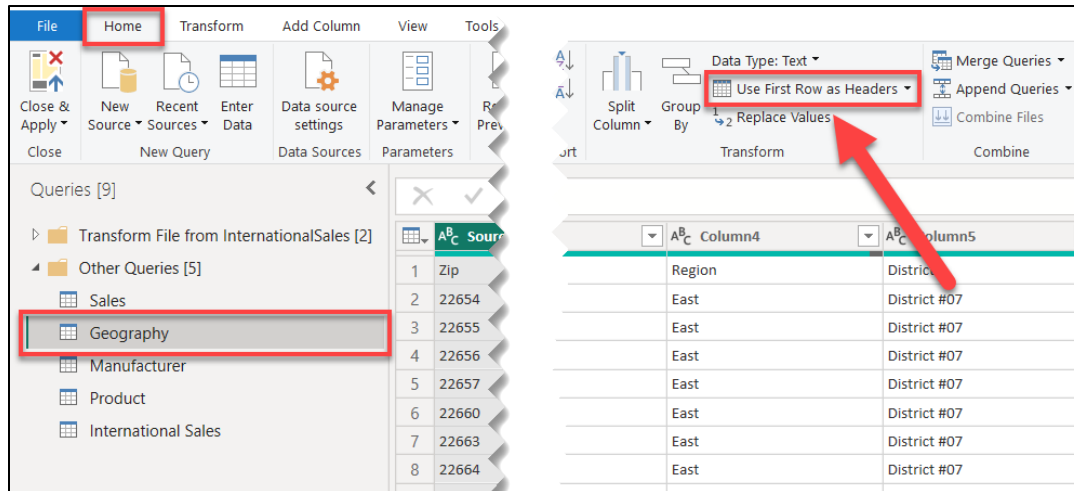 File Home Transform Add Column View Tools
Close & Apply
New Source
Recent Sources
Enter Data
Data source settings
Manage Parameters
Split Column
Group By
Data Type: Text
Use First Row as Headers
1 2 Replace Values
Merge Queries
Append Queries
Combine Files
Close New Query Data Sources Parameters Transform Combine
Queries [9]
Transform File from InternationalSales [2]
Other Queries [5]
Sales
Geography
Manufacturer
Product
International Sales
ABC Column4 ABC
1 Zip Region
2 22654 East District #07
3 22655 East District #07
4 22656 East District #07
5 22657 East District #07
6 22660 East District #07
7 22663 East District #07
8 22664 East District #07